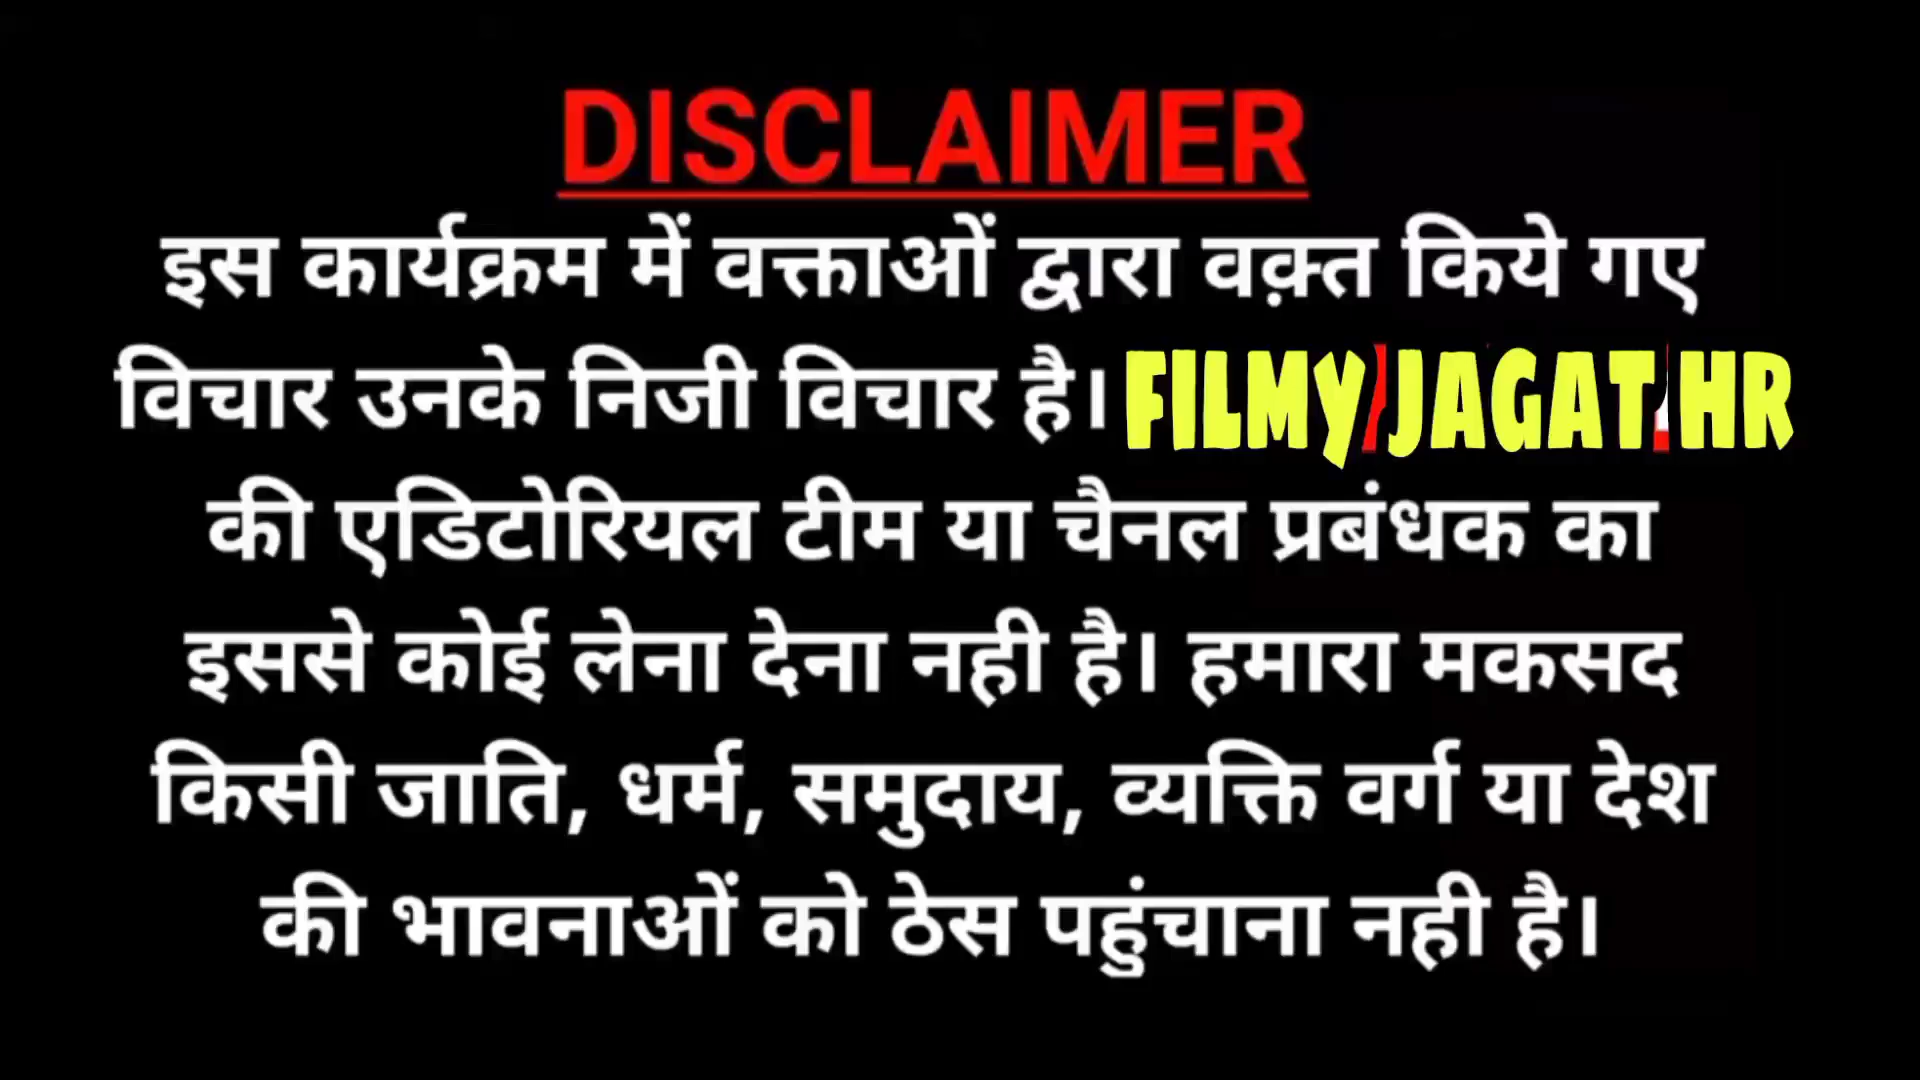 DISCLAIMER
इस कार्यक्रम में वक्ताओं द्वारा वक़्त किये गए
विचार उनके निजी विचार है। FILMY JAGAT HR
की एडिटोरियल टीम या चैनल प्रबंधक का
इससे कोई लेना देना नही है। हमारा मकसद
किसी जाति, धर्म, समुदाय, व्यक्ति वर्ग या देश
की भावनाओं को ठेस पहुंचाना नही है।